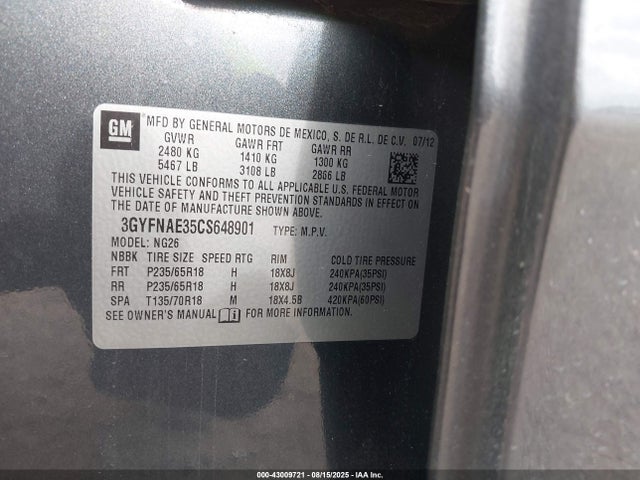 GM
MFD BY GENERAL MOTORS DE MEXICO, S. DE R.L. DE C.V. 07/12
GVWR GAWR FRT GAWR RR
2480 KG 1410 KG 1300 KG
5467 LB 3108 LB 2866 LB
THIS VEHICLE CONFORMS TO ALL APPLICABLE U.S. FEDERAL MOTOR
VEHICLE SAFETY AND THEFT PREVENTION STANDARDS IN EFFECT ON
THE DATE OF MANUFACTURE SHOWN ABOVE.
3GYFNAE35CS648901 TYPE: M.P.V.
MODEL: NG26
NBBK TIRE SIZE SPEED RTG RIM COLD TIRE PRESSURE
FRT P235/65R18 H 18X8J 240KPA(35PSI)
RR P235/65R18 H 18X8J 240KPA(35PSI)
SPA T135/70R18 M 18X4.5B 420KPA(60PSI)
SEE OWNER'S MANUAL FOR MORE INFORMATION.
000-43009721 - 08/15/2025 - IAA Inc.